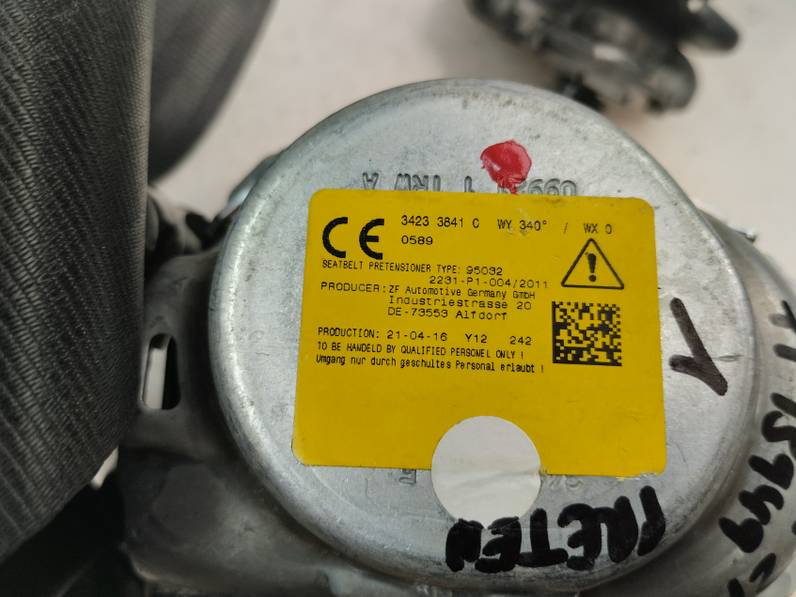 3423 3841 C WY 340° / WX 0
CE
0589
SEATBELT PRETENSIONER TYPE: 95032
2231-P1-004/2011
PRODUCER: ZF Automotive Germany GmbH
Industriestrasse 20
DE-73553 Alfdorf
PRODUCTION: 21-04-16 Y12 242
TO BE HANDELD BY QUALIFIED PERSONEL ONLY !
Umgang nur durch geschultes Personal erlaubt !
TRW A
1